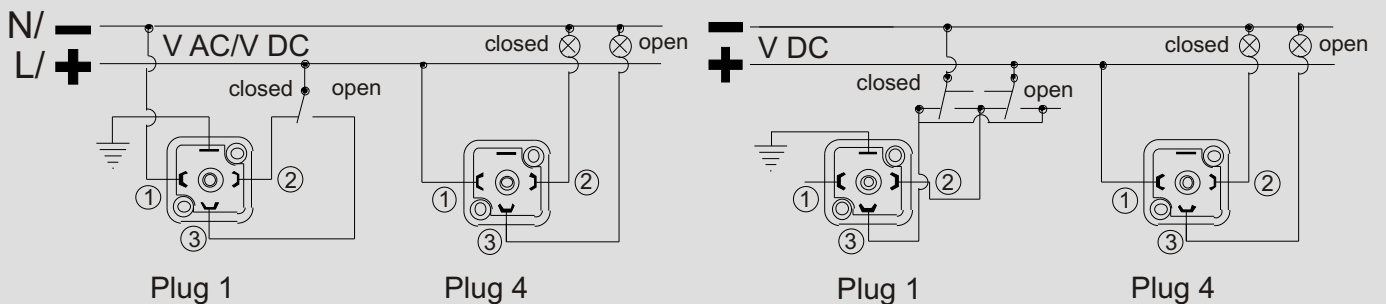 N/ −
V AC/V DC
closed
open
L/ +
closed
open
①
②
③
Plug 1
①
②
③
Plug 4
−
V DC
closed
open
+
closed
open
①
②
③
Plug 1
①
②
③
Plug 4